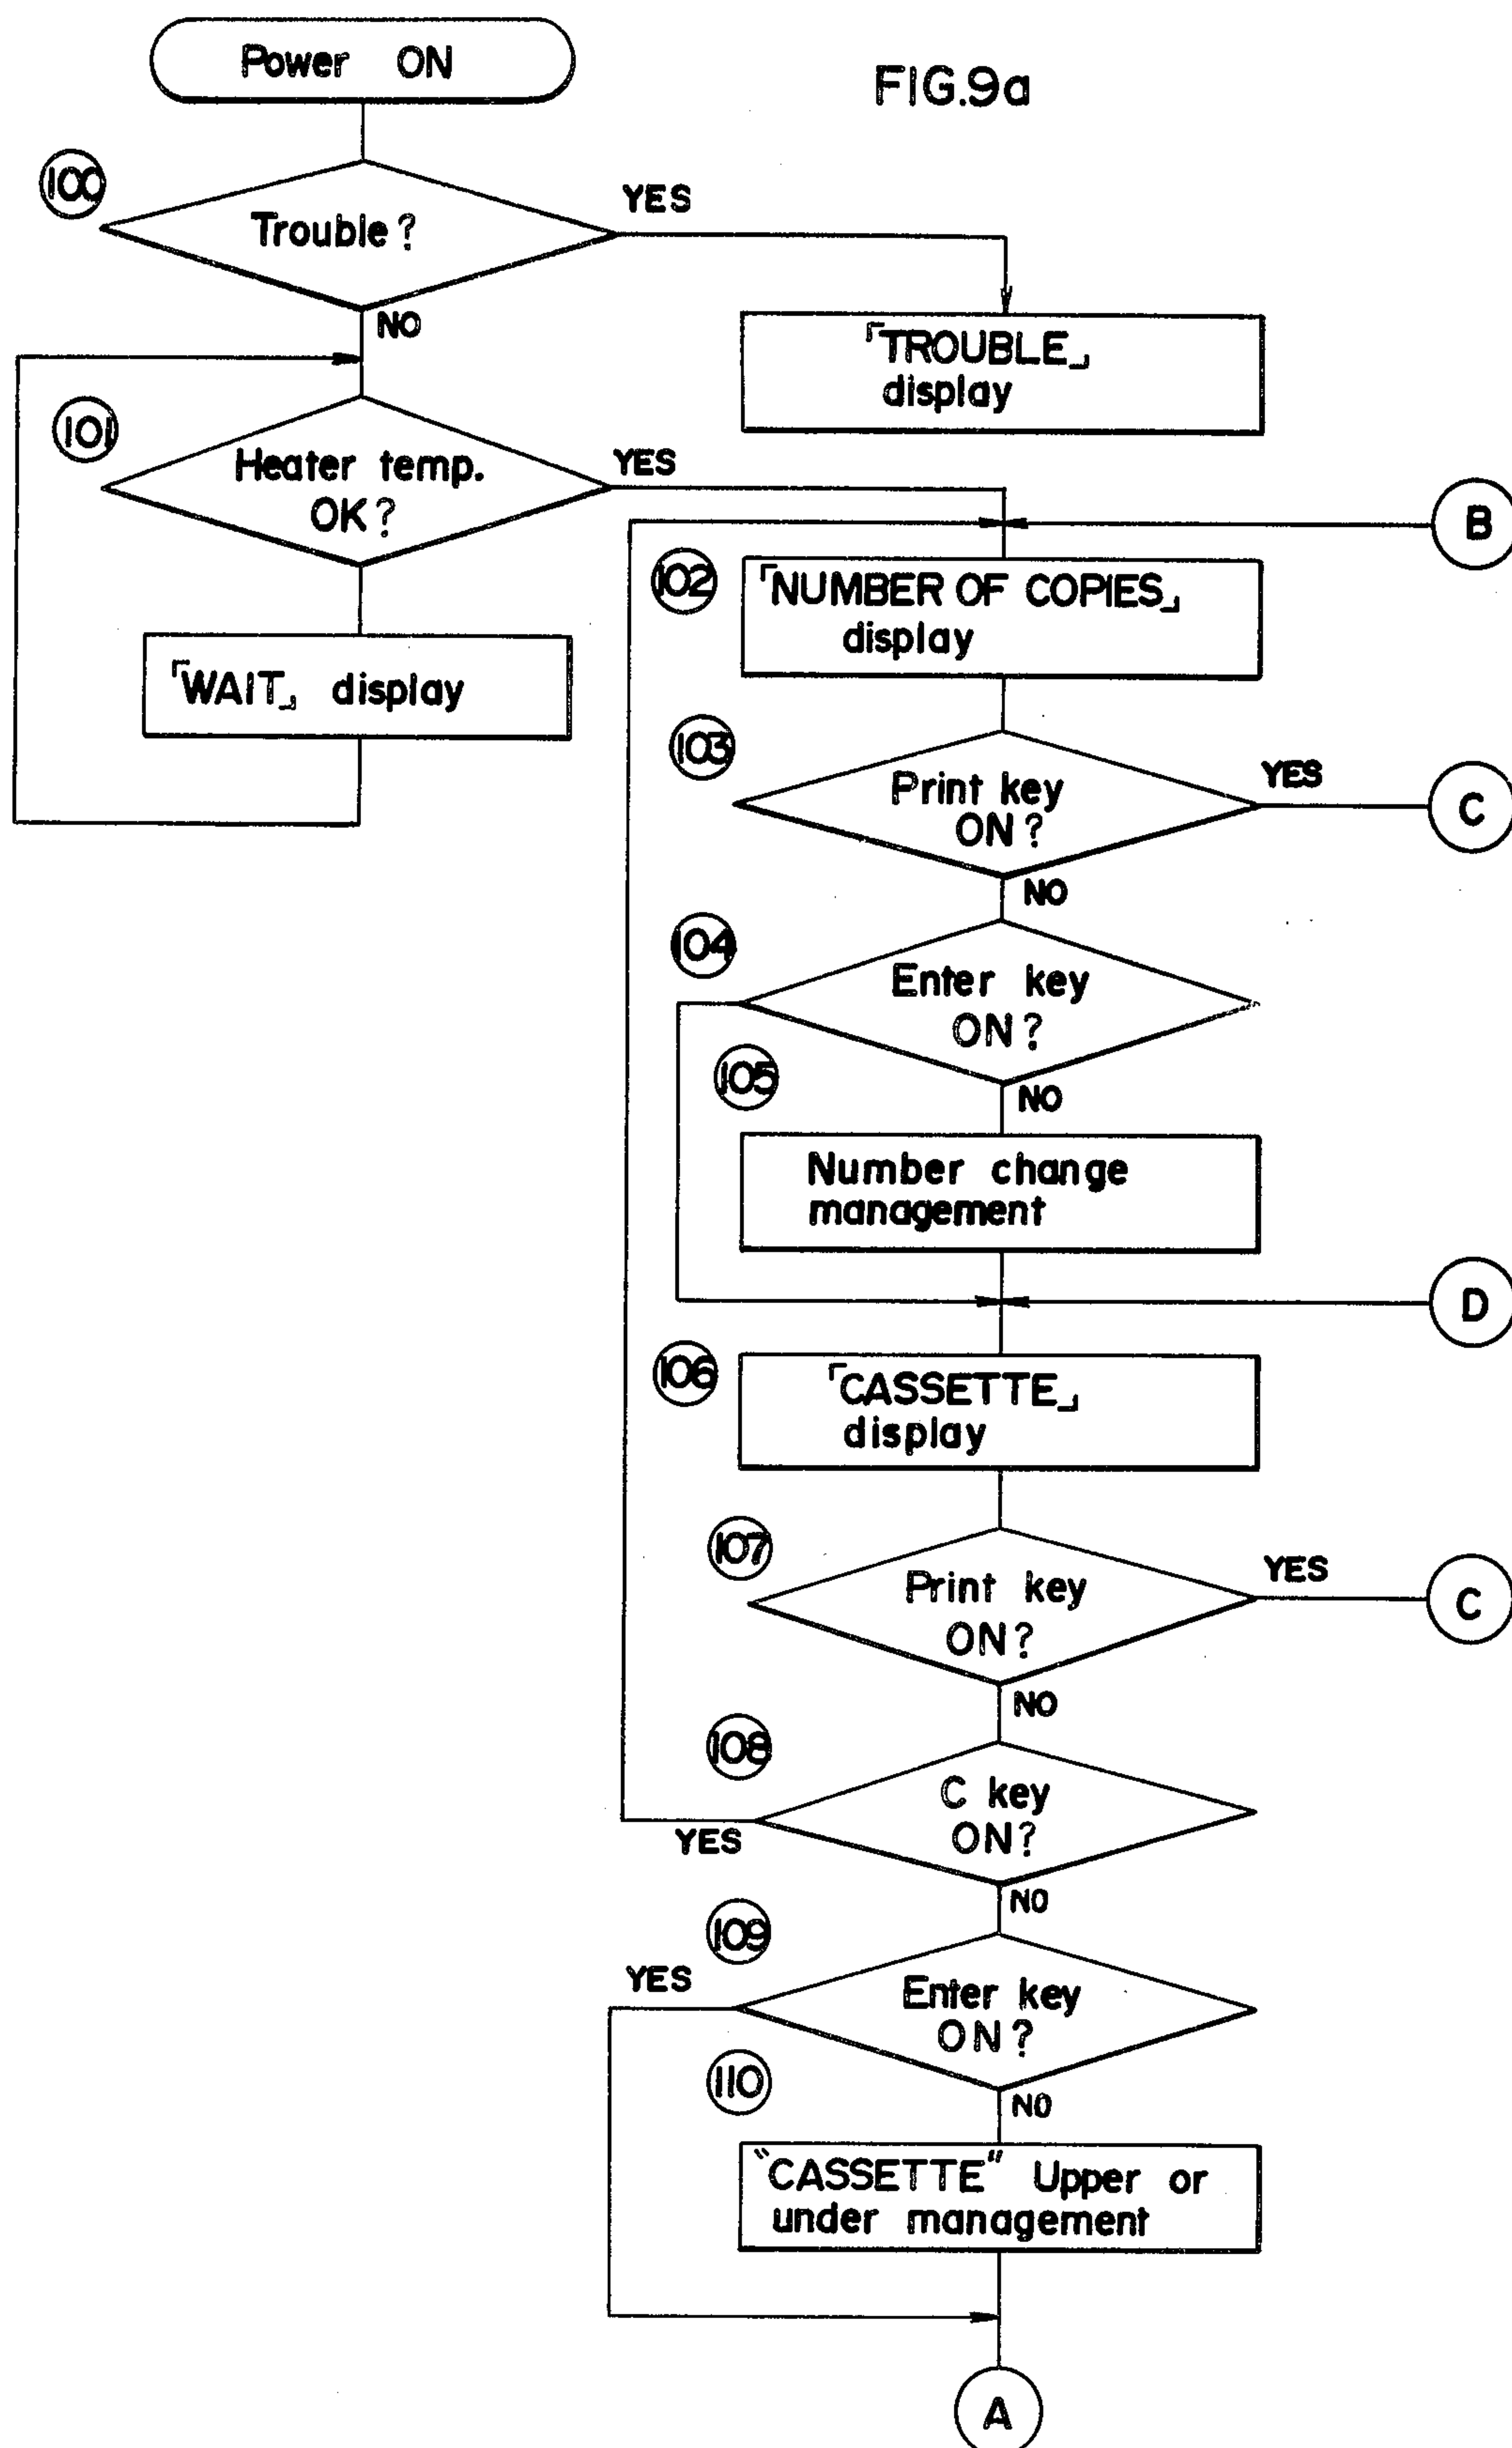 FIG.9a
Power ON
100
Trouble?
YES
NO
「TROUBLE」
display
101
Heater temp.
OK?
YES
B
102
「NUMBER OF COPIES」
display
「WAIT」 display
103
Print key
ON?
YES
C
NO
104
Enter key
ON?
105
NO
Number change
management
D
106
「CASSETTE」
display
107
Print key
ON?
YES
C
NO
108
C key
ON?
YES
NO
109
YES
Enter key
ON?
110
NO
"CASSETTE" Upper or
under management
A